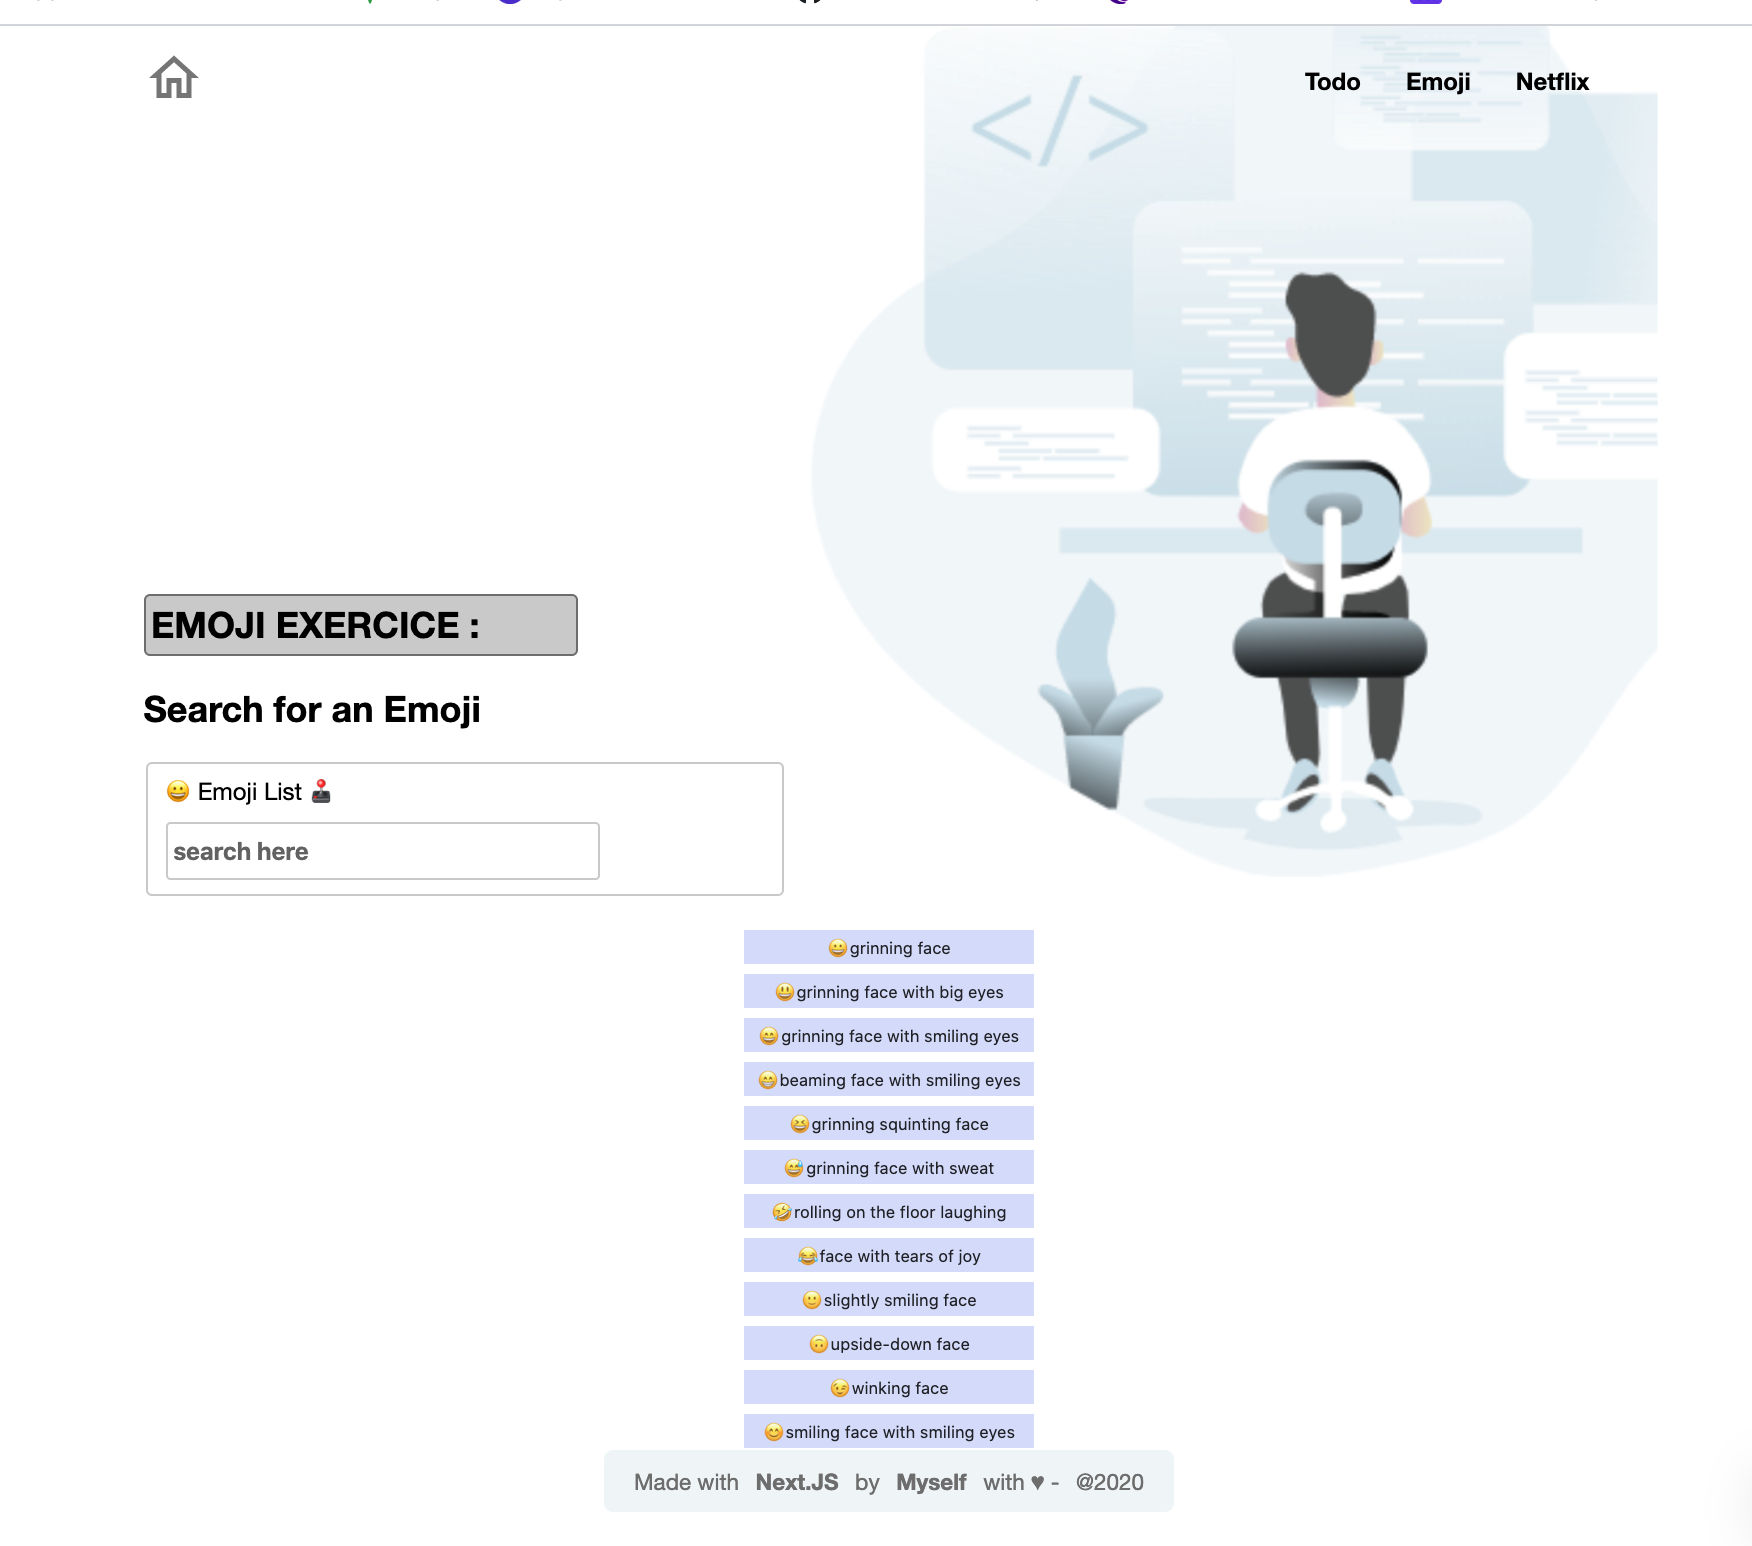 Todo Emoji Netflix
</>
EMOJI EXERCICE :
Search for an Emoji
😀 Emoji List 🕹️
search here
😀grinning face
😃grinning face with big eyes
😄grinning face with smiling eyes
😁beaming face with smiling eyes
😆grinning squinting face
😅grinning face with sweat
🤣rolling on the floor laughing
😂face with tears of joy
🙂slightly smiling face
🙃upside-down face
😉winking face
😊smiling face with smiling eyes
Made with Next.JS by Myself with ♥ - @2020